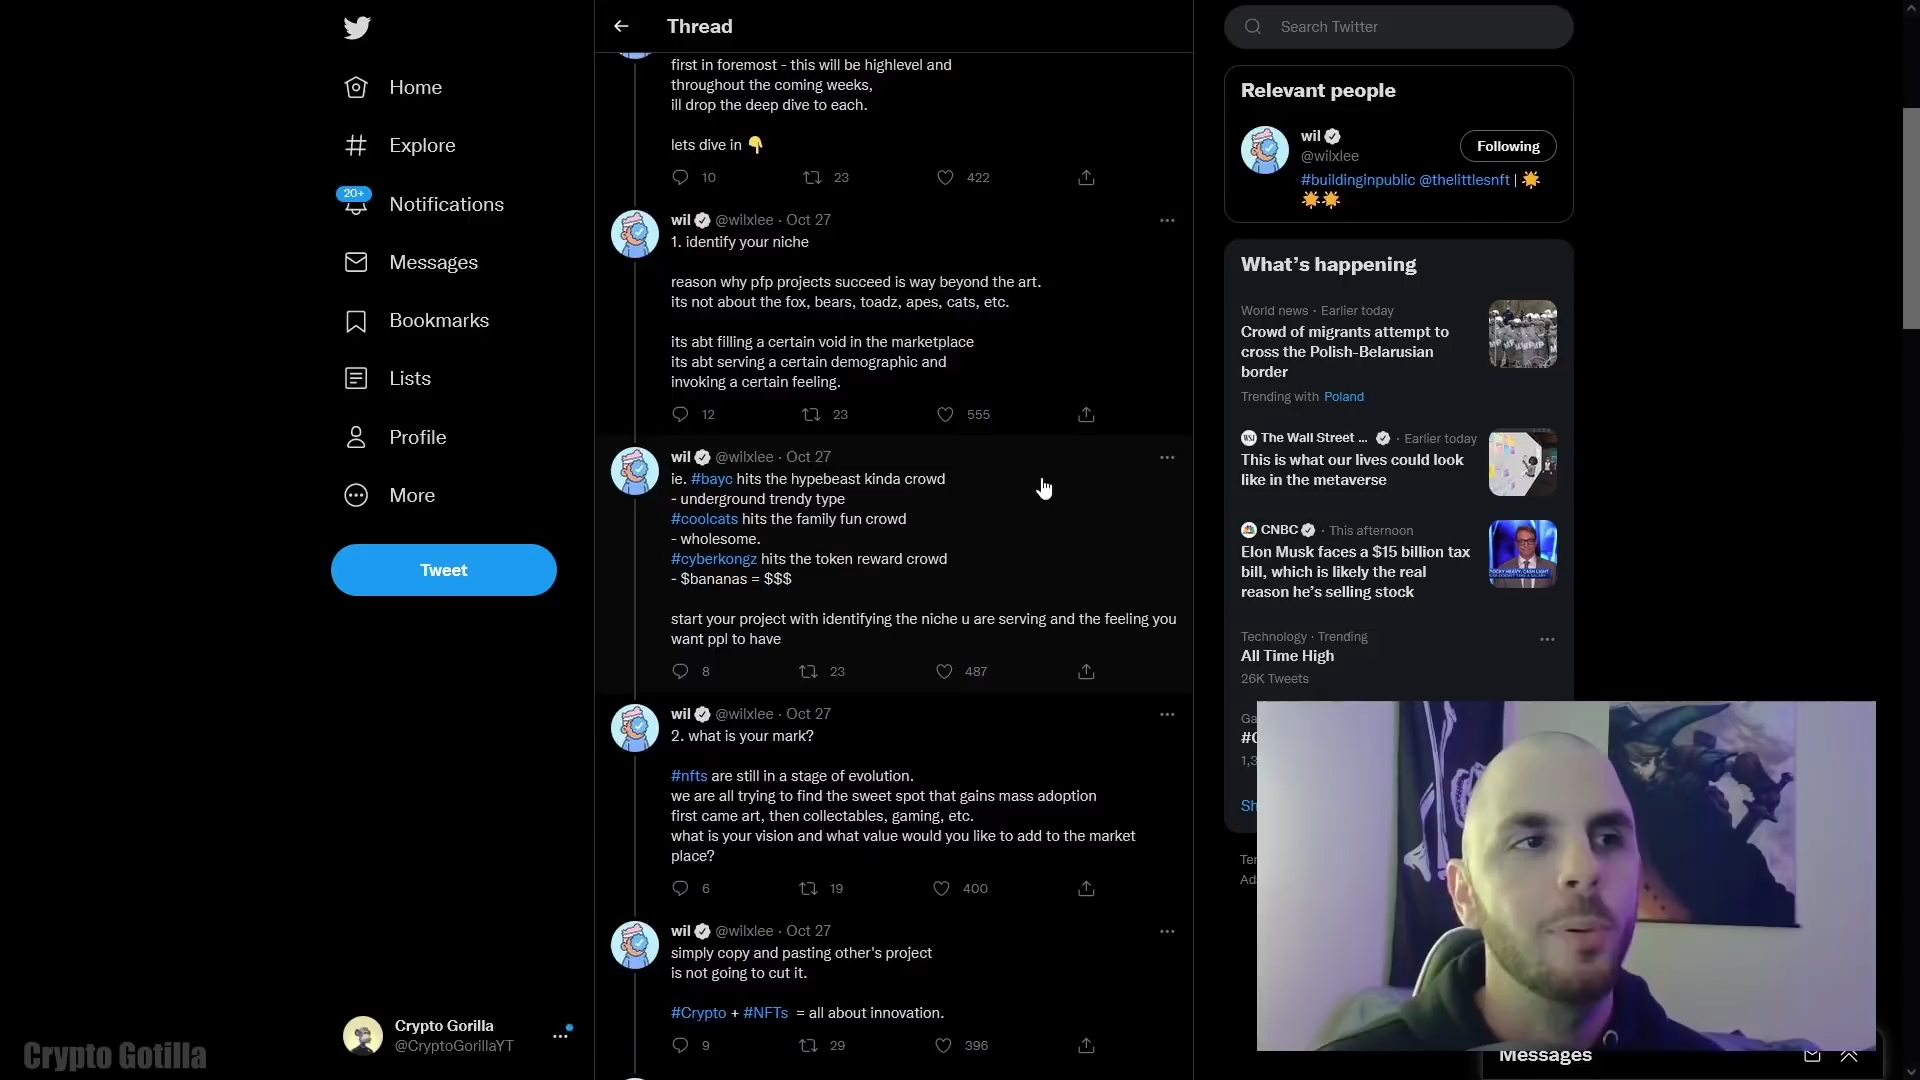 Home
Explore
20+
Notifications
Messages
Bookmarks
Lists
Profile
More
Tweet
Crypto Gorilla
@CryptoGorillaYT
Crypto Gotilla
Thread
first in foremost - this will be highlevel and
throughout the coming weeks,
ill drop the deep dive to each.
lets dive in 👇
10 23 422
wil @wilxlee · Oct 27
1. identify your niche
reason why pfp projects succeed is way beyond the art.
its not about the fox, bears, toadz, apes, cats, etc.
its abt filling a certain void in the marketplace
its abt serving a certain demographic and
invoking a certain feeling.
12 23 555
wil @wilxlee · Oct 27
ie. #bayc hits the hypebeast kinda crowd
- underground trendy type
#coolcats hits the family fun crowd
- wholesome.
#cyberkongz hits the token reward crowd
- $bananas = $$$
start your project with identifying the niche u are serving and the feeling you
want ppl to have
8 23 487
wil @wilxlee · Oct 27
2. what is your mark?
#nfts are still in a stage of evolution.
we are all trying to find the sweet spot that gains mass adoption
first came art, then collectables, gaming, etc.
what is your vision and what value would you like to add to the market
place?
6 19 400
wil @wilxlee · Oct 27
simply copy and pasting other's project
is not going to cut it.
#Crypto + #NFTs = all about innovation.
9 29 396
Search Twitter
Relevant people
wil
@wilxlee
Following
#buildinginpublic @thelittlesnft | 🌟
🌟🌟
What's happening
World news · Earlier today
Crowd of migrants attempt to
cross the Polish-Belarusian
border
Trending with Poland
WSJ The Wall Street ... · Earlier today
This is what our lives could look
like in the metaverse
CNBC · This afternoon
Elon Musk faces a $15 billion tax
bill, which is likely the real
reason he's selling stock
Technology · Trending
All Time High
26K Tweets
Messages